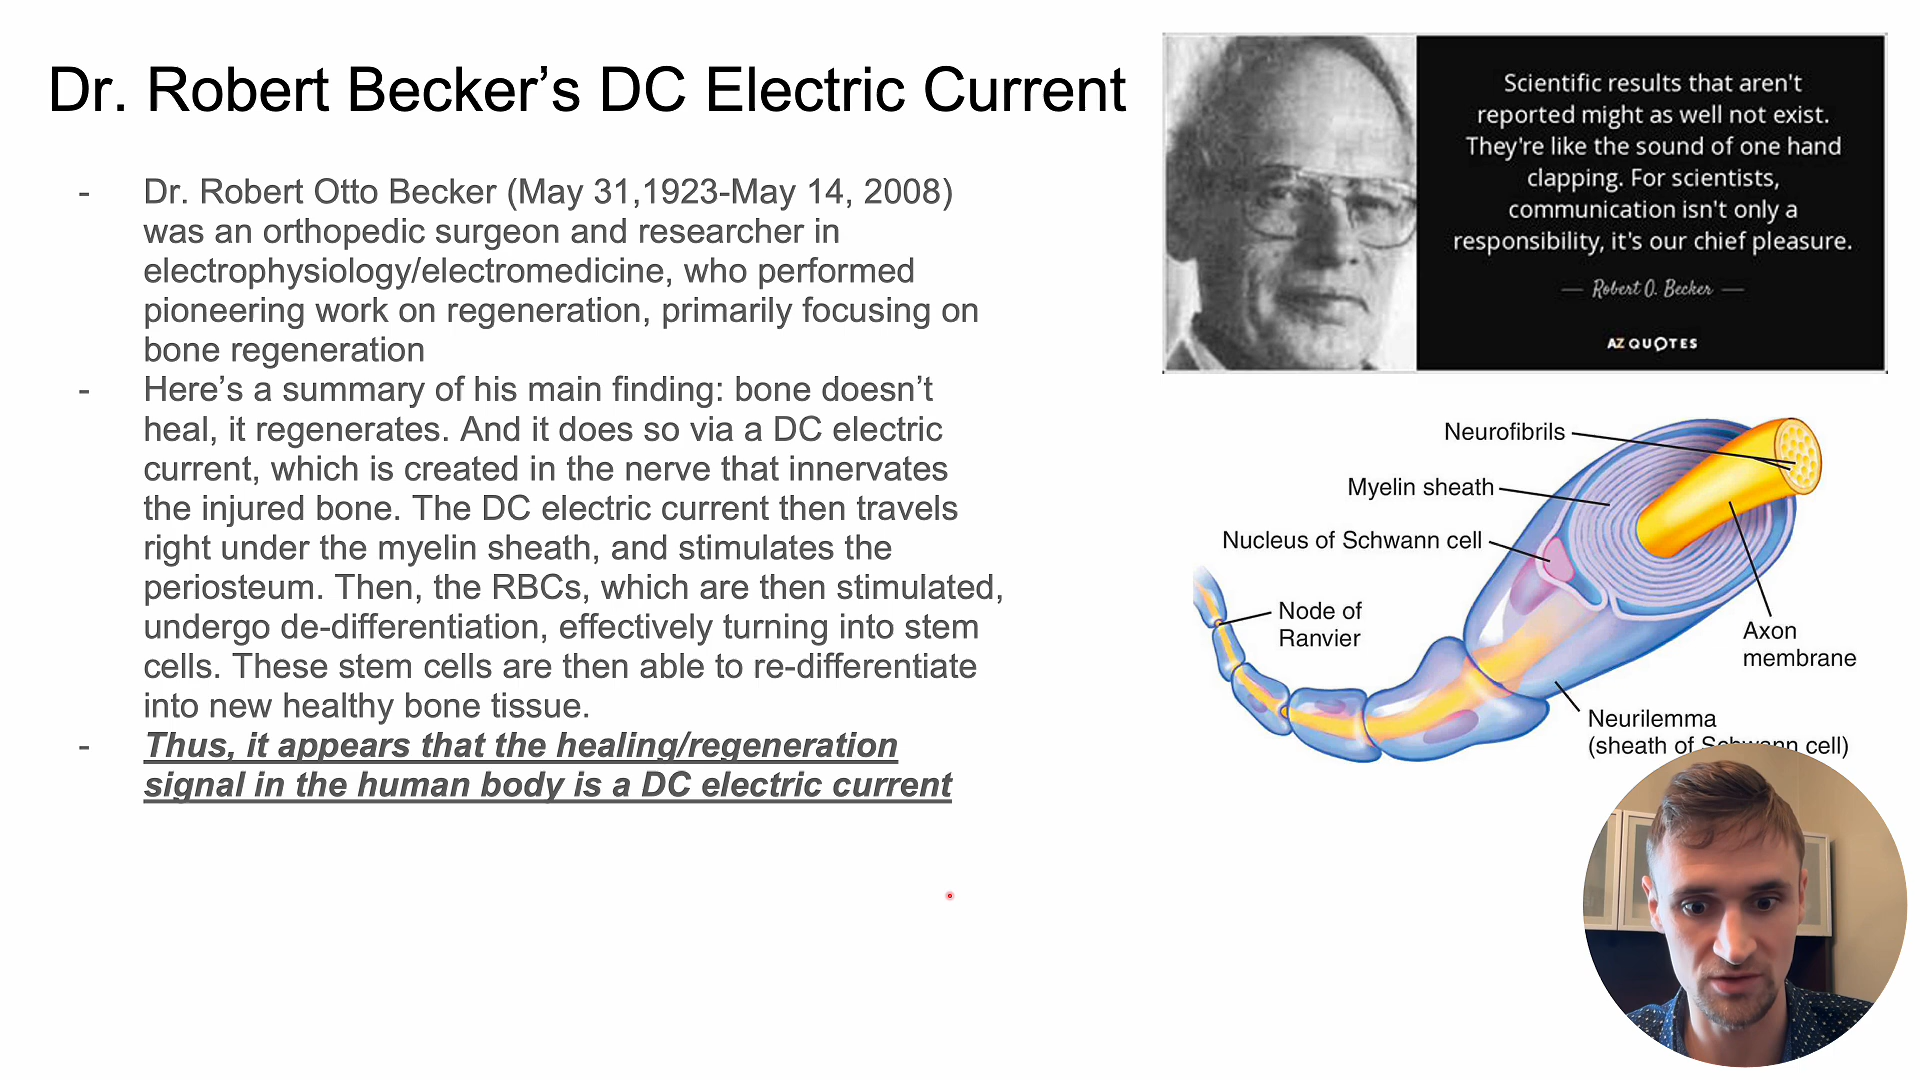 Dr. Robert Becker’s DC Electric Current
- Dr. Robert Otto Becker (May 31,1923-May 14, 2008)
was an orthopedic surgeon and researcher in
electrophysiology/electromedicine, who performed
pioneering work on regeneration, primarily focusing on
bone regeneration
- Here’s a summary of his main finding: bone doesn’t
heal, it regenerates. And it does so via a DC electric
current, which is created in the nerve that innervates
the injured bone. The DC electric current then travels
right under the myelin sheath, and stimulates the
periosteum. Then, the RBCs, which are then stimulated,
undergo de-differentiation, effectively turning into stem
cells. These stem cells are then able to re-differentiate
into new healthy bone tissue.
- Thus, it appears that the healing/regeneration
signal in the human body is a DC electric current
Scientific results that aren't
reported might as well not exist.
They're like the sound of one hand
clapping. For scientists,
communication isn't only a
responsibility, it's our chief pleasure.
— Robert O. Becker —
AZ QUOTES
Neurofibrils
Myelin sheath
Nucleus of Schwann cell
Node of
Ranvier
Axon
membrane
Neurilemma
(sheath of Schwann cell)